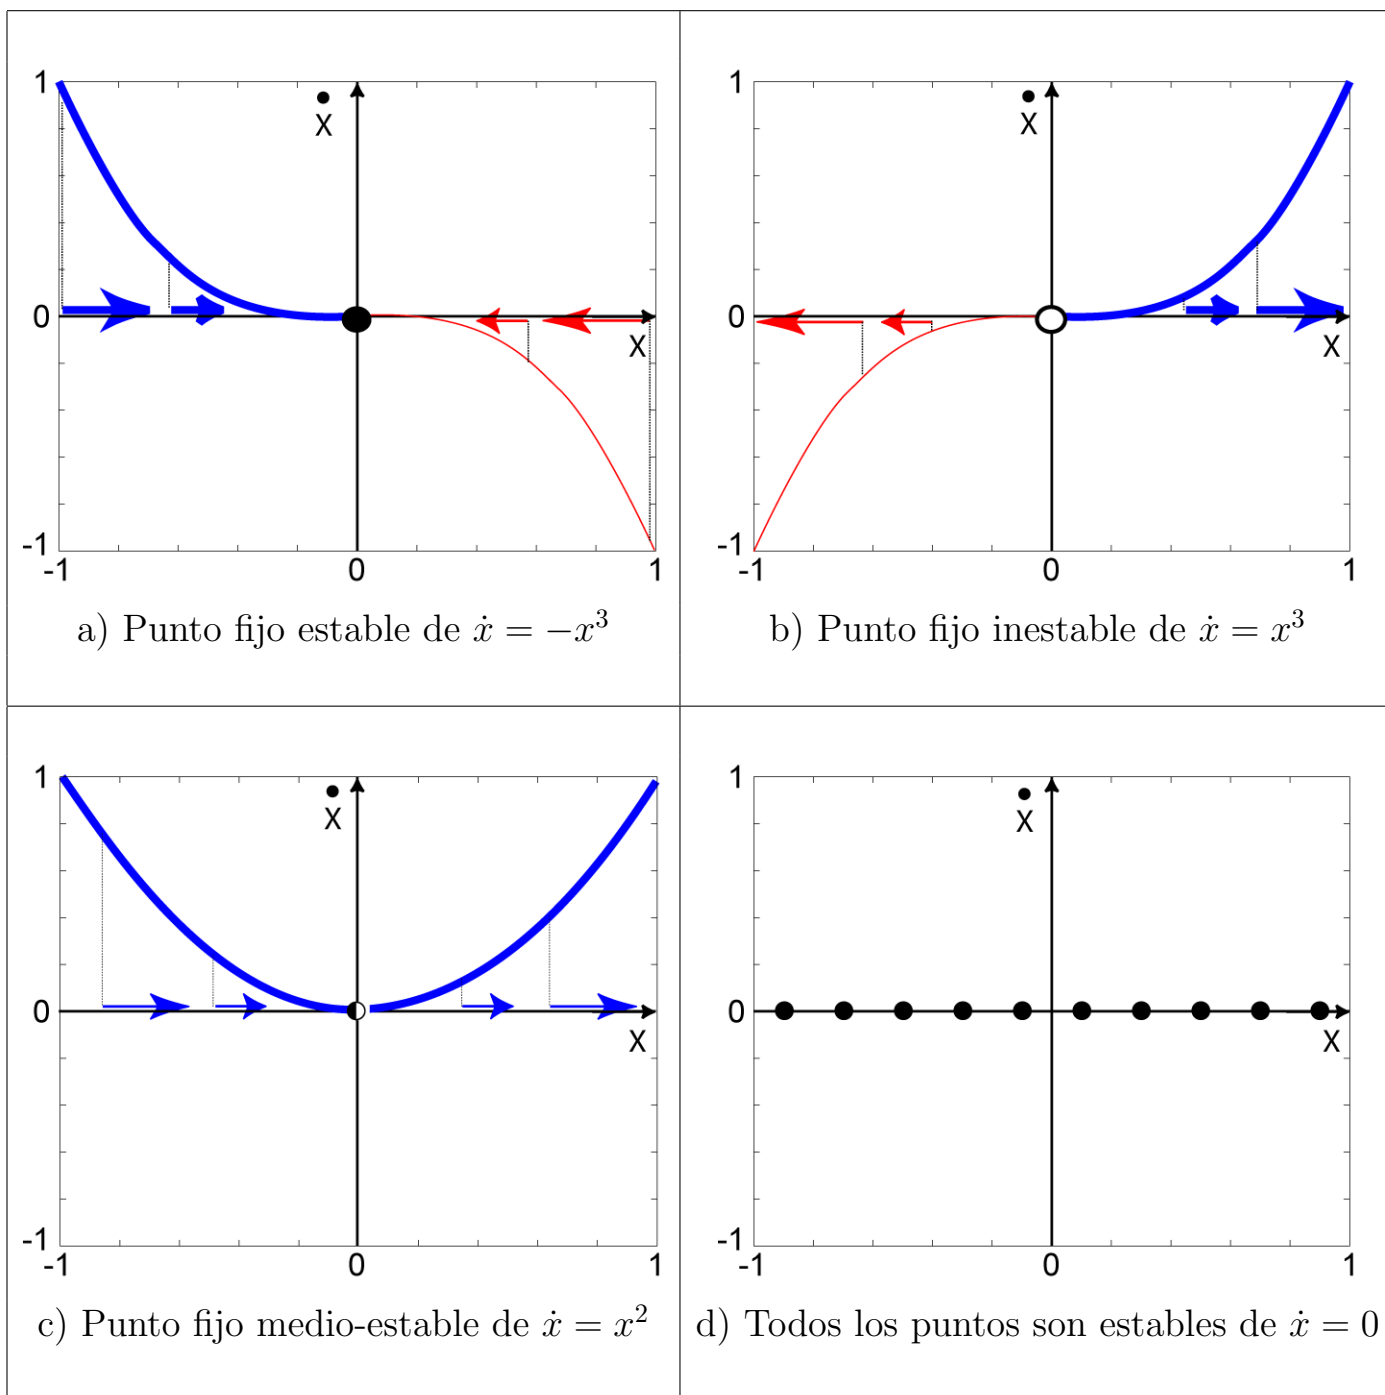 1
Ẋ
0
X
-1
-1 0 1
a) Punto fijo estable de ẋ = −x³
1
Ẋ
0
X
-1
-1 0 1
b) Punto fijo inestable de ẋ = x³
1
Ẋ
0
X
-1
-1 0 1
c) Punto fijo medio-estable de ẋ = x²
1
Ẋ
0
X
-1
-1 0 1
d) Todos los puntos son estables de ẋ = 0